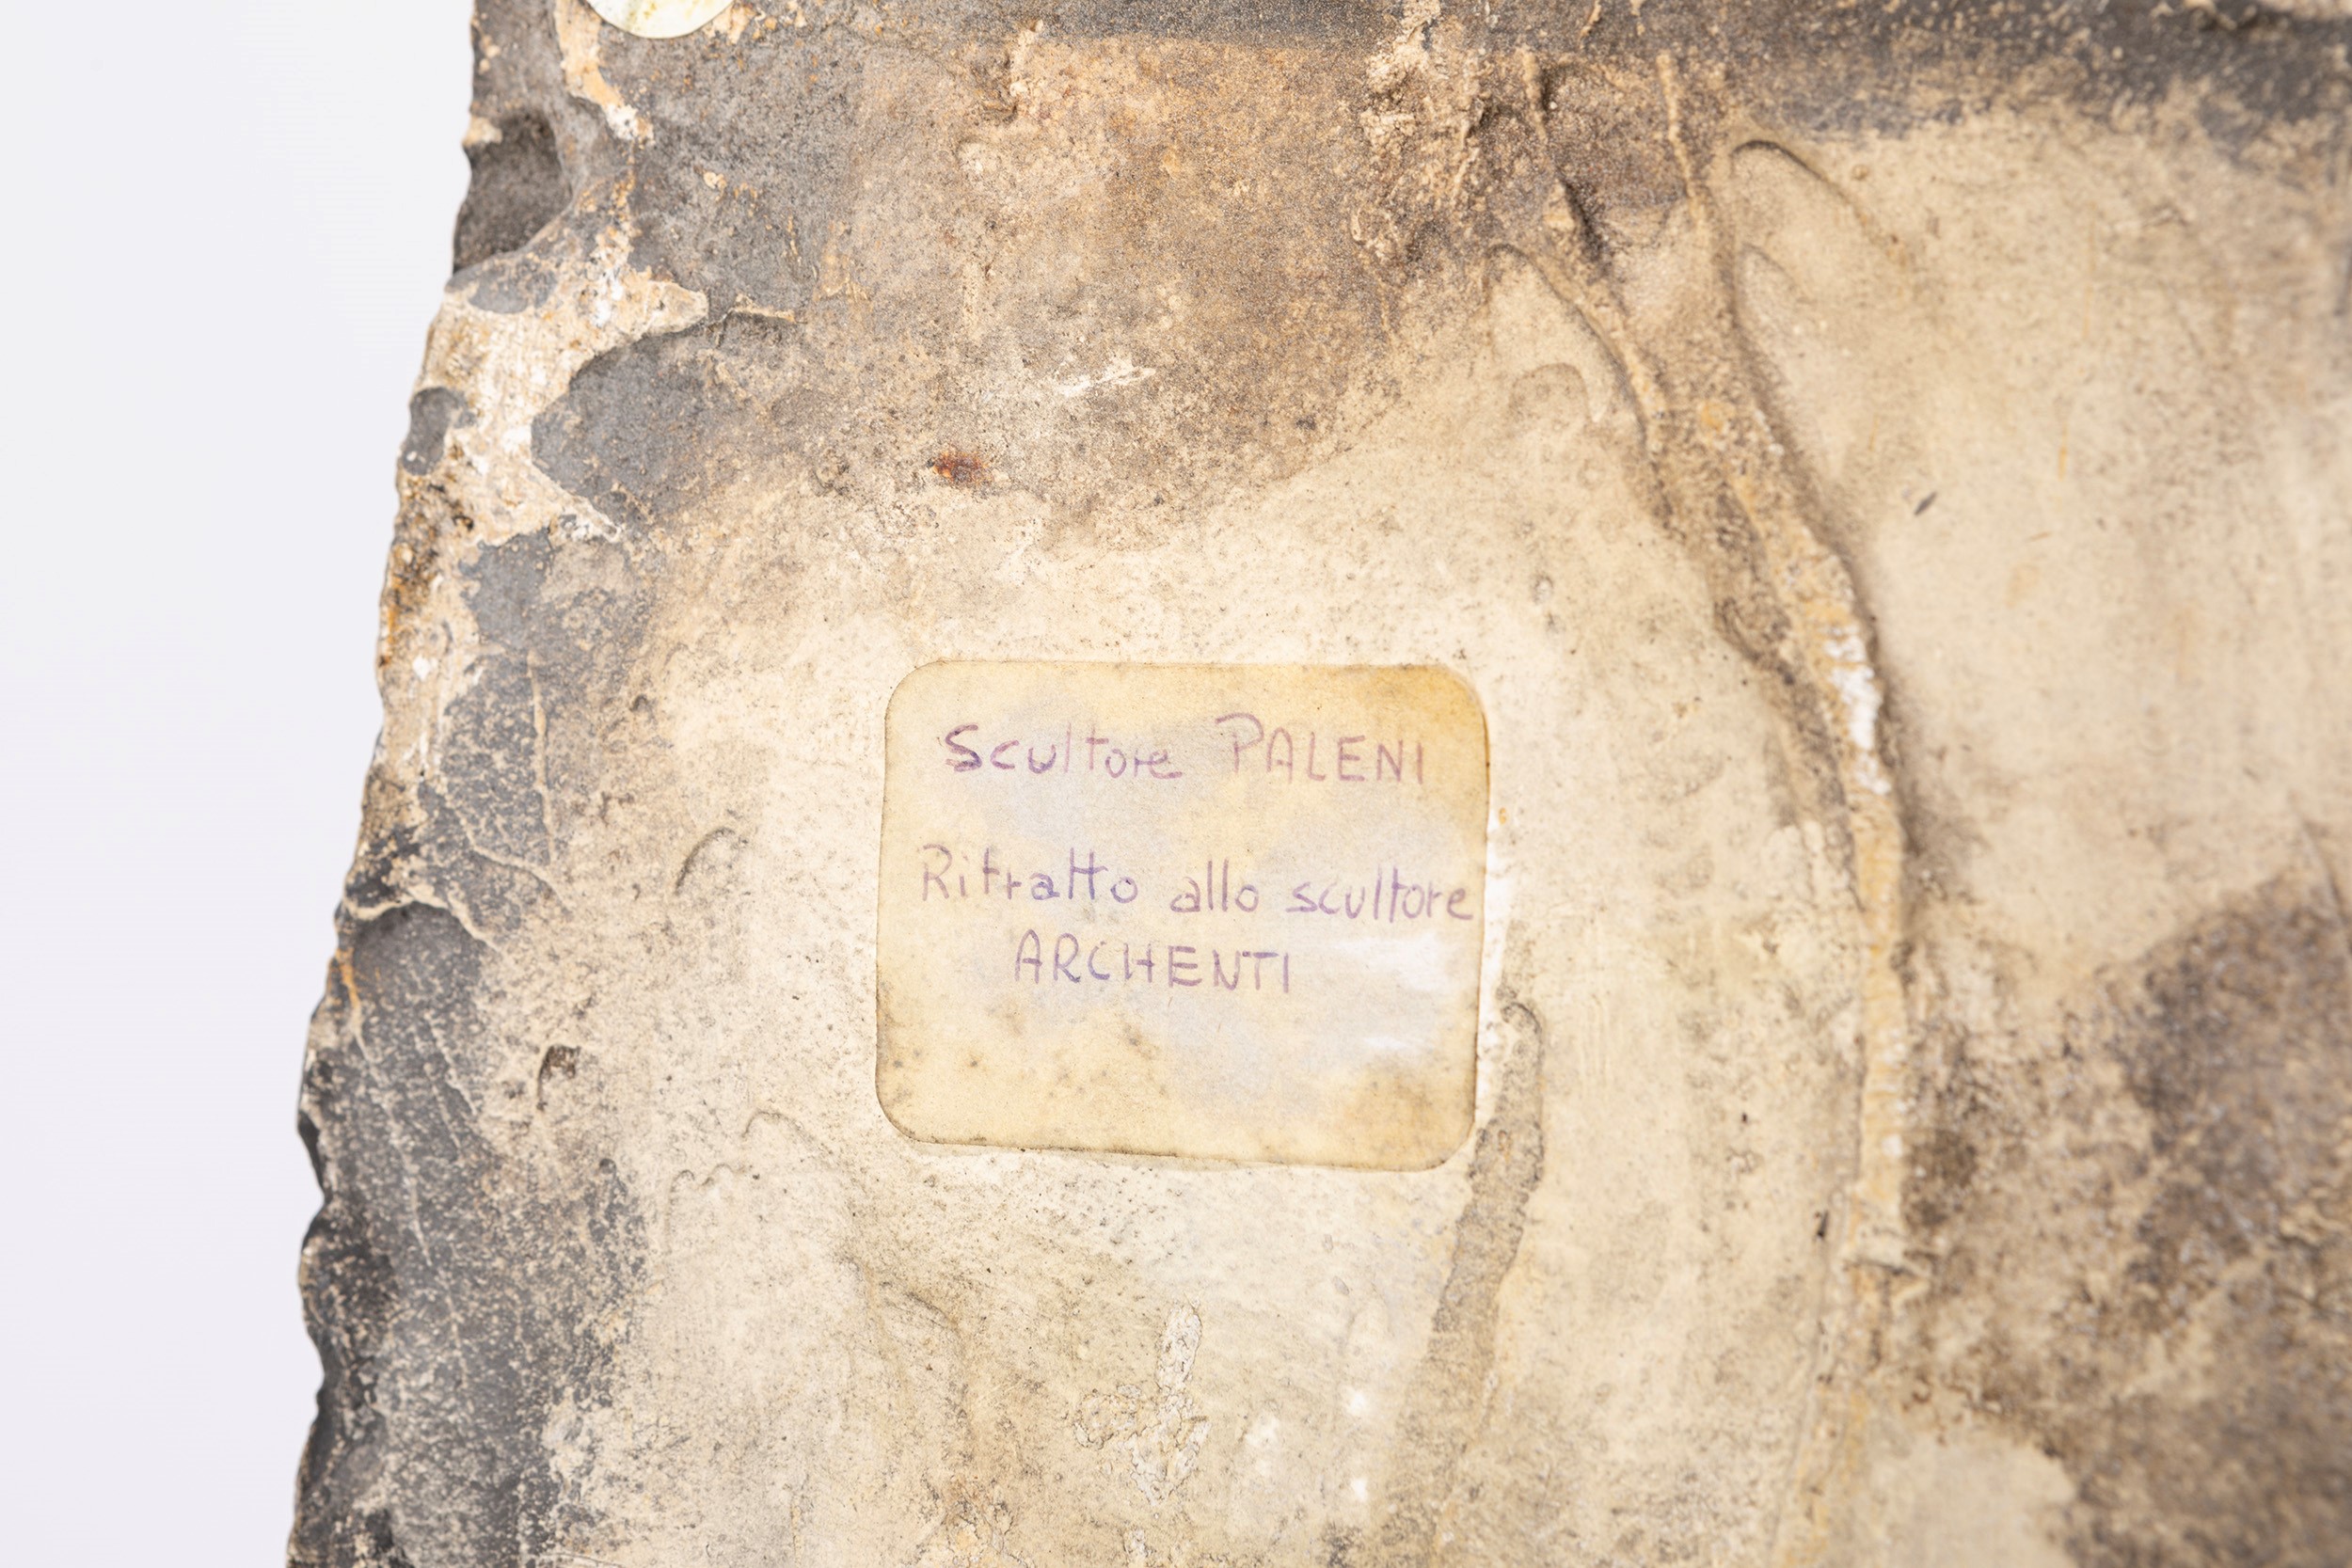 Scultore PALENI
Ritratto allo scultore
ARCHENTI